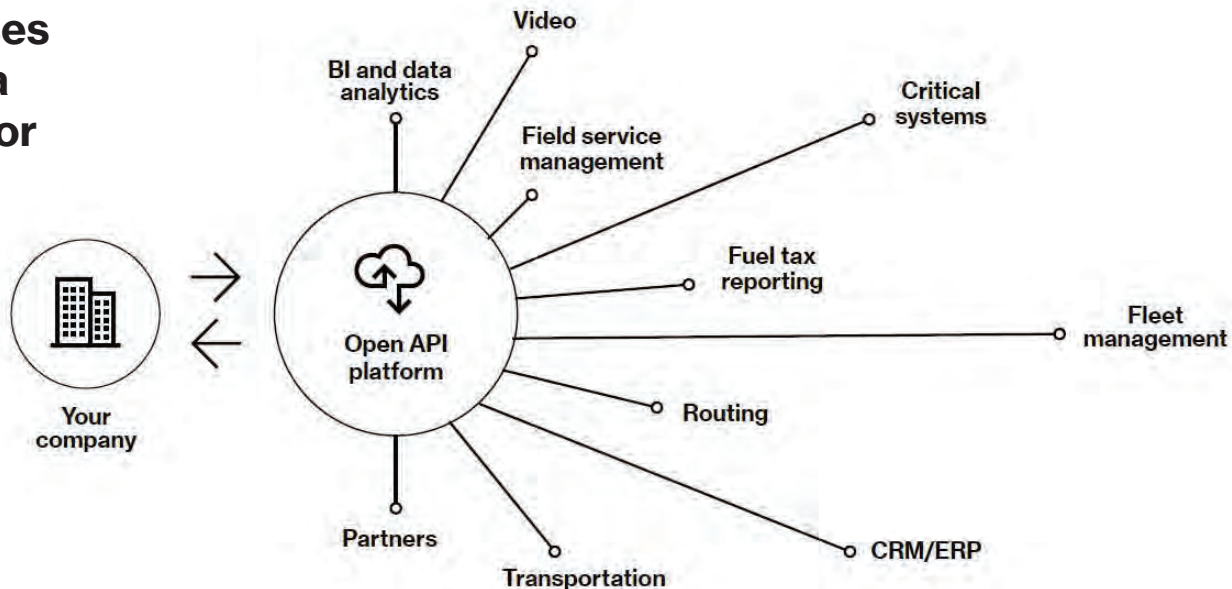 es
a
or
Video
BI and data
analytics
Critical
systems
Field service
management
Fuel tax
reporting
Fleet
management
Open API
platform
Your
company
Routing
Partners
CRM/ERP
Transportation